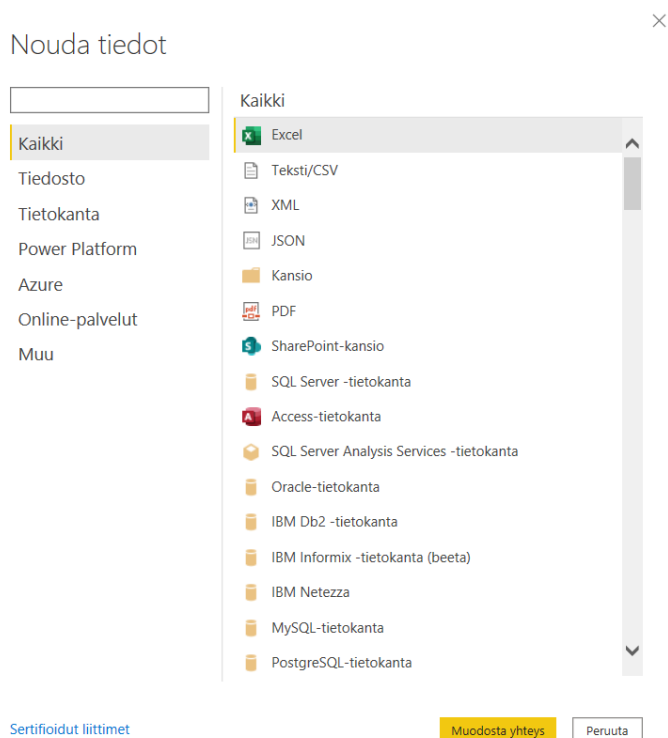 Nouda tiedot
Kaikki
Tiedosto
Tietokanta
Power Platform
Azure
Online-palvelut
Muu
Kaikki
Excel
Teksti/CSV
XML
JSON
Kansio
PDF
SharePoint-kansio
SQL Server -tietokanta
Access-tietokanta
SQL Server Analysis Services -tietokanta
Oracle-tietokanta
IBM Db2 -tietokanta
IBM Informix -tietokanta (beeta)
IBM Netezza
MySQL-tietokanta
PostgreSQL-tietokanta
Sertifioidut liittimet
Muodosta yhteys
Peruuta